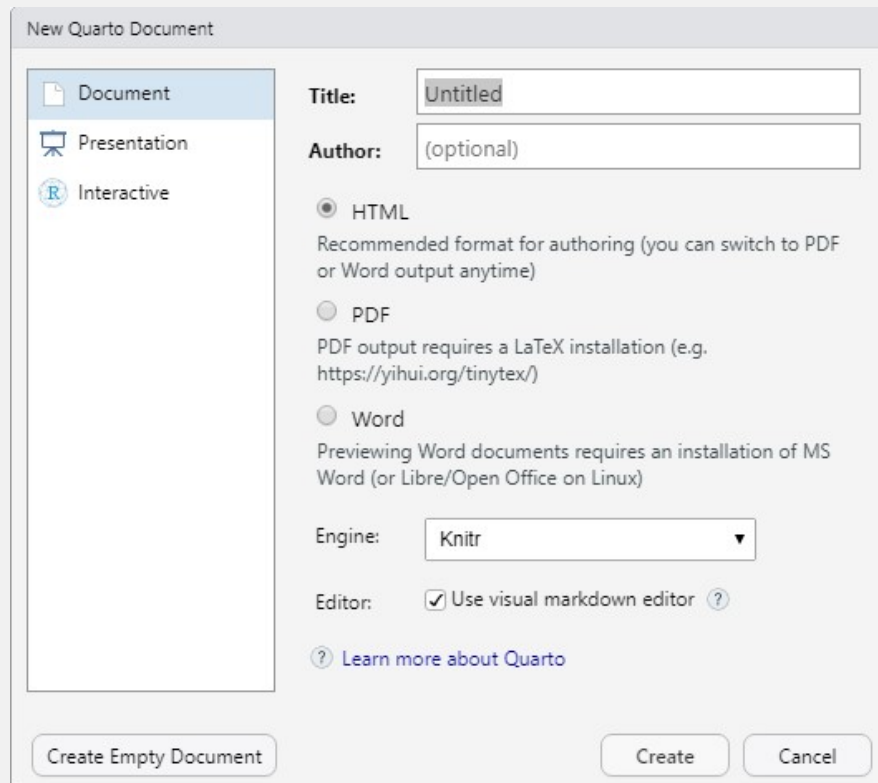 New Quarto Document
Document
Presentation
R Interactive
Title: Untitled
Author: (optional)
HTML
Recommended format for authoring (you can switch to PDF
or Word output anytime)
PDF
PDF output requires a LaTeX installation (e.g.
https://yihui.org/tinytex/)
Word
Previewing Word documents requires an installation of MS
Word (or Libre/Open Office on Linux)
Engine: Knitr
Editor: Use visual markdown editor ?
? Learn more about Quarto
Create Empty Document Create Cancel